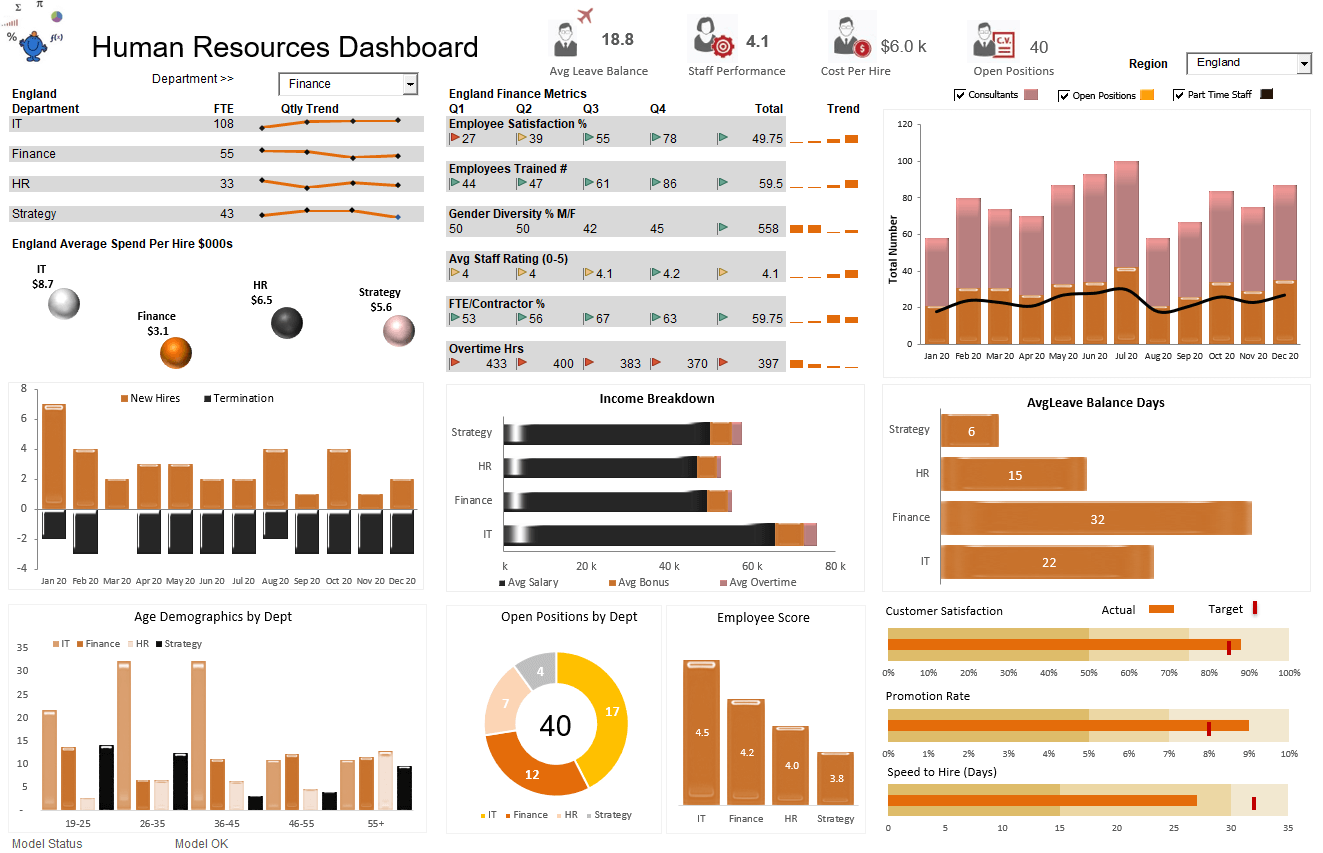 Σ π
% f(x)
Human Resources Dashboard
18.8
Avg Leave Balance
4.1
Staff Performance
$6.0 k
Cost Per Hire
C.V.
40
Open Positions
Department >>
Finance
Region
England
England
Department FTE Qtly Trend
IT 108
Finance 55
HR 33
Strategy 43
England Average Spend Per Hire $000s
IT
$8.7
Finance
$3.1
HR
$6.5
Strategy
$5.6
England Finance Metrics
Q1 Q2 Q3 Q4 Total Trend
Employee Satisfaction %
27 39 55 78 49.75
Employees Trained #
44 47 61 86 59.5
Gender Diversity % M/F
50 50 42 45 558
Avg Staff Rating (0-5)
4 4 4.1 4.2 4.1
FTE/Contractor %
53 56 67 63 59.75
Overtime Hrs
433 400 383 370 397
Consultants Open Positions Part Time Staff
Total Number
120
100
80
60
40
20
0
Jan 20 Feb 20 Mar 20 Apr 20 May 20 Jun 20 Jul 20 Aug 20 Sep 20 Oct 20 Nov 20 Dec 20
New Hires Termination
8
6
4
2
0
-2
-4
Jan 20 Feb 20 Mar 20 Apr 20 May 20 Jun 20 Jul 20 Aug 20 Sep 20 Oct 20 Nov 20 Dec 20
Income Breakdown
Strategy
HR
Finance
IT
k 20 k 40 k 60 k 80 k
Avg Salary Avg Bonus Avg Overtime
AvgLeave Balance Days
Strategy 6
HR 15
Finance 32
IT 22
Age Demographics by Dept
IT Finance HR Strategy
35
30
25
20
15
10
5
-
19-25 26-35 36-45 46-55 55+
Open Positions by Dept
4
7
17
40
12
IT Finance HR Strategy
Employee Score
4.5 4.2 4.0 3.8
IT Finance HR Strategy
Customer Satisfaction Actual Target
0% 10% 20% 30% 40% 50% 60% 70% 80% 90% 100%
Promotion Rate
0% 1% 2% 3% 4% 5% 6% 7% 8% 9% 10%
Speed to Hire (Days)
0 5 10 15 20 25 30 35
Model Status Model OK